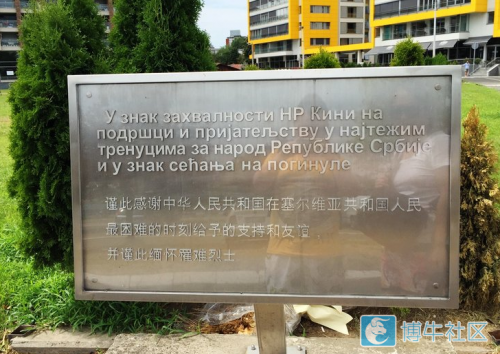 У знак захвалности НР Кини на
подршци и пријатељству у најтежим
тренуцима за народ Републике Србије
и у знак сећања на погинуле
谨此感谢中华人民共和国在塞尔维亚共和国人民
最困难的时刻给予的支持和友谊，
并谨此缅怀罹难烈士
博牛社区